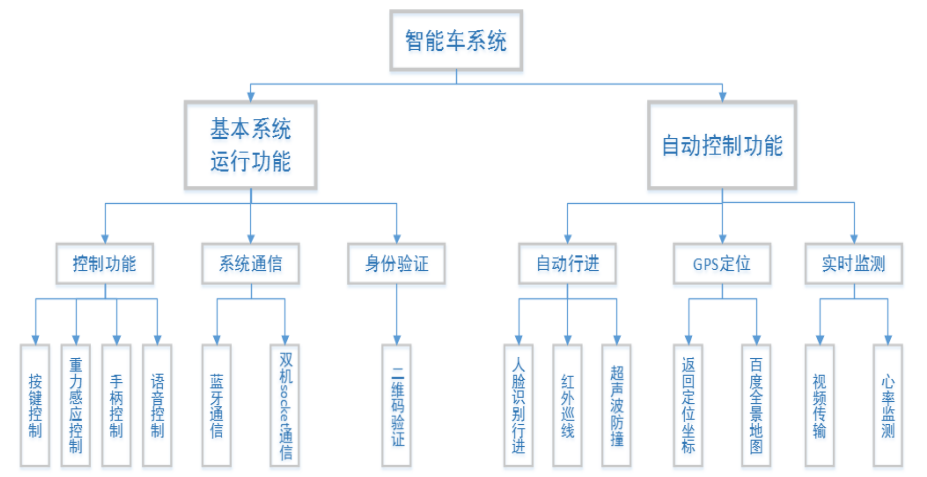 智能车系统
基本系统
运行功能
自动控制功能
控制功能
系统通信
身份验证
自动行进
GPS定位
实时监测
按键控制
重力感应控制
手柄控制
语音控制
蓝牙通信
双机socket通信
二维码验证
人脸识别行进
红外巡线
超声波防撞
返回定位坐标
百度全景地图
视频传输
心率监测